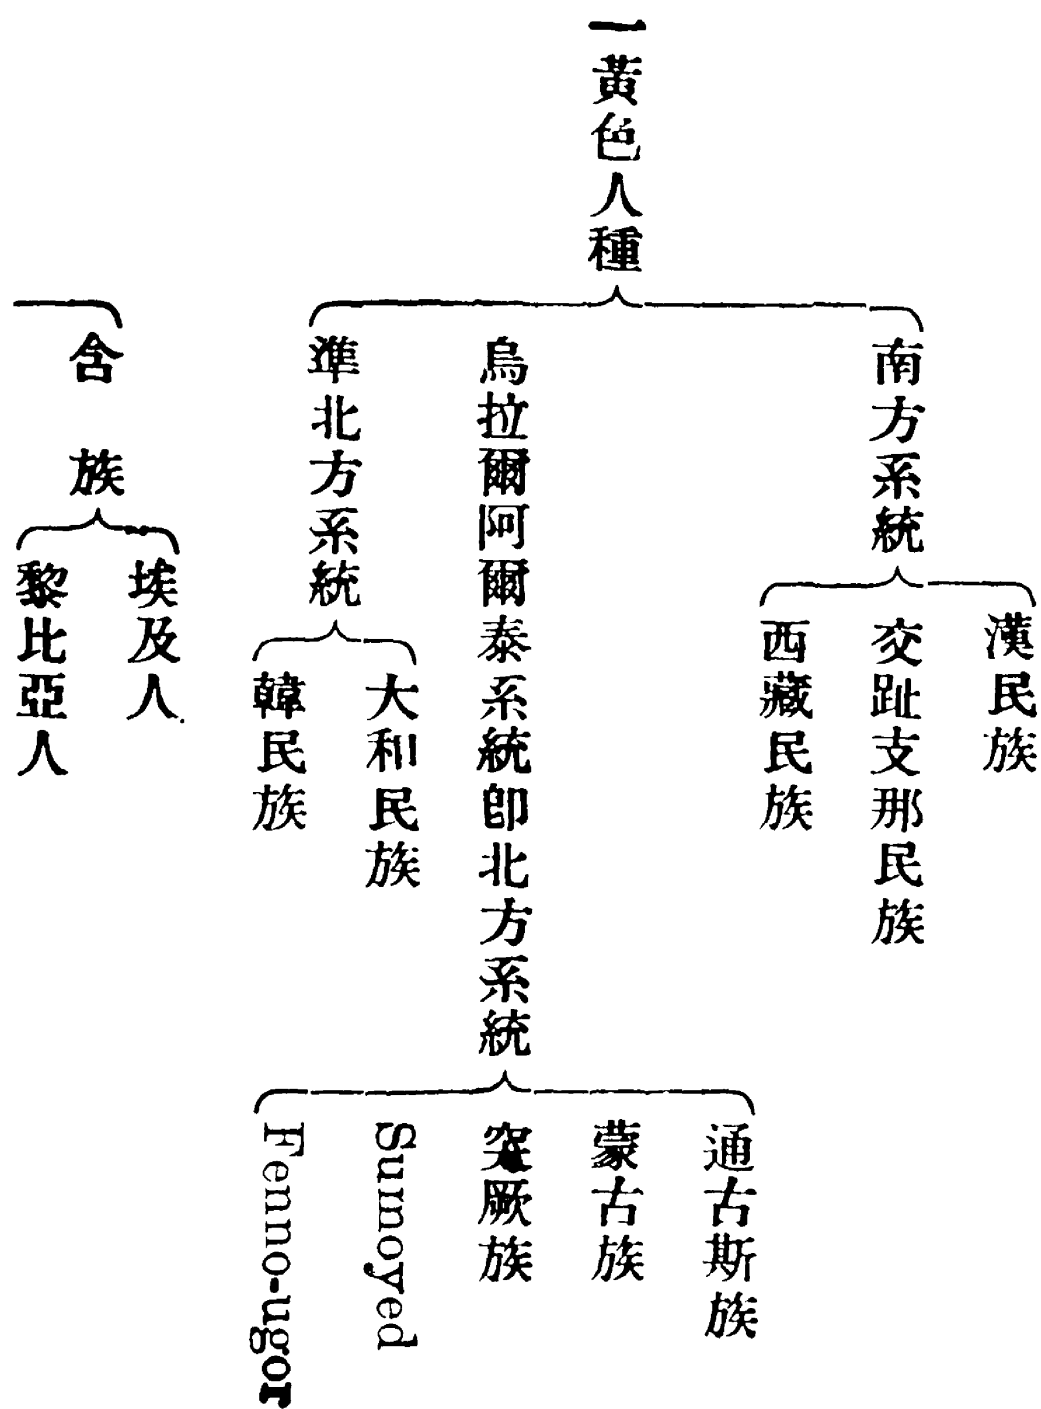 一黃色人種
南方系統
漢民族
交趾支那民族
西藏民族
烏拉爾阿爾泰系統卽北方系統
通古斯族
蒙古族
突厥族
Sumoyed
Fenno-ugor
準北方系統
大和民族
韓民族
含族
埃及人
黎比亞人